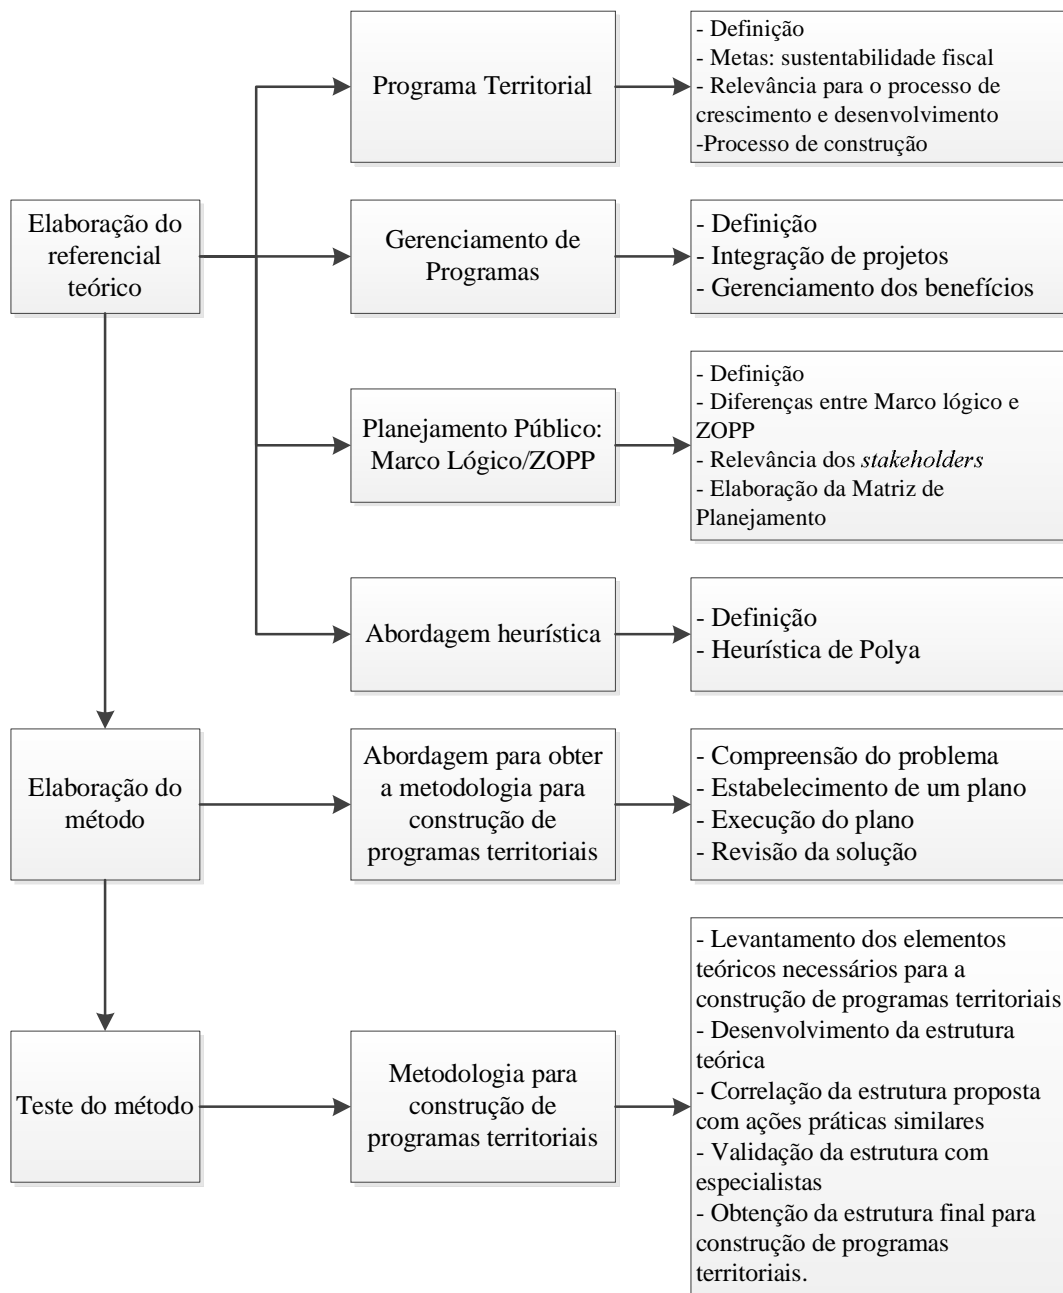 Programa Territorial
- Definição
- Metas: sustentabilidade fiscal
- Relevância para o processo de
crescimento e desenvolvimento
-Processo de construção
Elaboração do
referencial
teórico
Gerenciamento de
Programas
- Definição
- Integração de projetos
- Gerenciamento dos benefícios
Planejamento Público:
Marco Lógico/ZOPP
- Definição
- Diferenças entre Marco lógico e
ZOPP
- Relevância dos stakeholders
- Elaboração da Matriz de
Planejamento
Abordagem heurística
- Definição
- Heurística de Polya
Elaboração do
método
Abordagem para obter
a metodologia para
construção de
programas territoriais
- Compreensão do problema
- Estabelecimento de um plano
- Execução do plano
- Revisão da solução
Teste do método
Metodologia para
construção de
programas territoriais
- Levantamento dos elementos
teóricos necessários para a
construção de programas territoriais
- Desenvolvimento da estrutura
teórica
- Correlação da estrutura proposta
com ações práticas similares
- Validação da estrutura com
especialistas
- Obtenção da estrutura final para
construção de programas
territoriais.